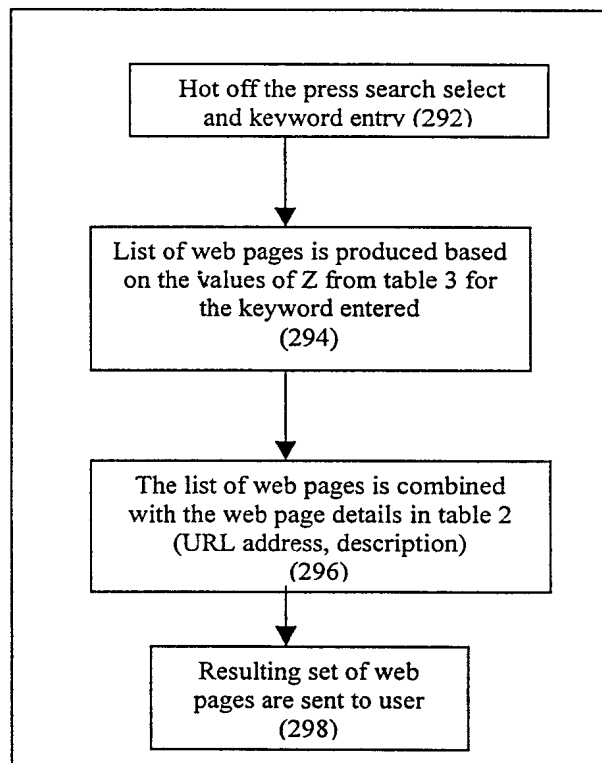 Hot off the press search select
and keyword entry (292)
List of web pages is produced based
on the values of Z from table 3 for
the keyword entered
(294)
The list of web pages is combined
with the web page details in table 2
(URL address, description)
(296)
Resulting set of web
pages are sent to user
(298)